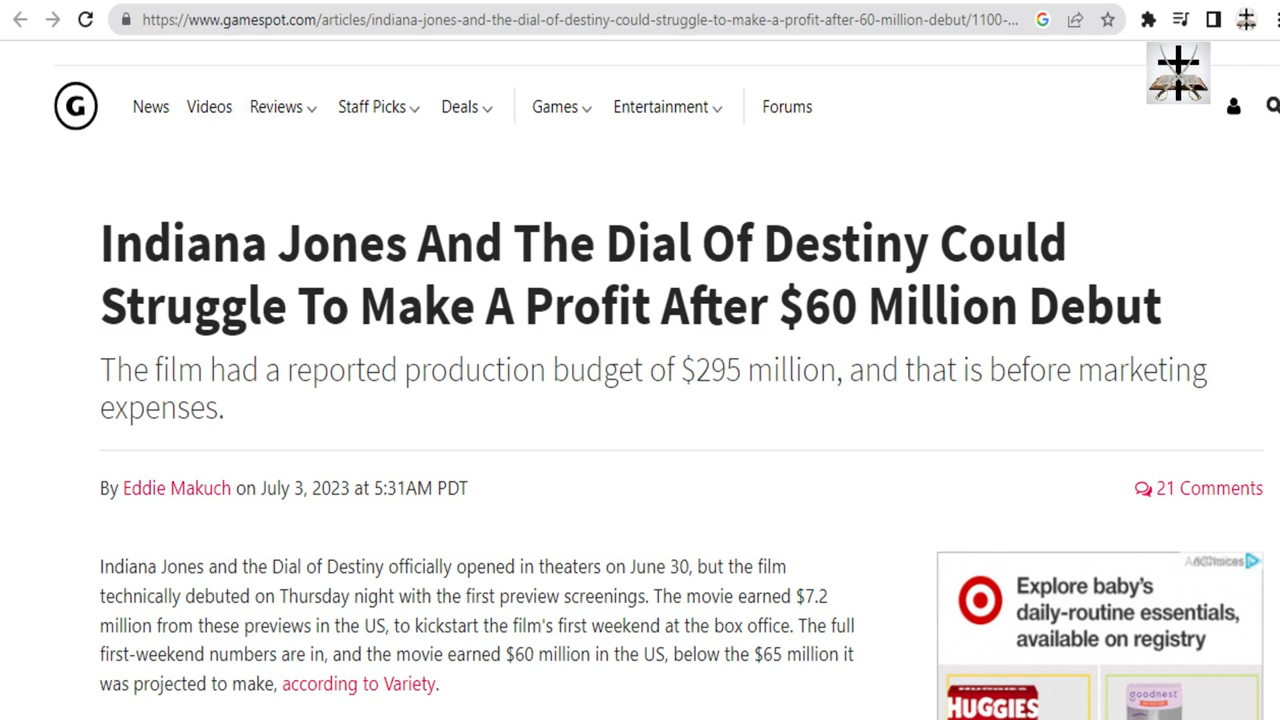 https://www.gamespot.com/articles/indiana-jones-and-the-dial-of-destiny-could-struggle-to-make-a-profit-after-60-million-debut/1100-...
G
News Videos Reviews Staff Picks Deals Games Entertainment Forums
Indiana Jones And The Dial Of Destiny Could
Struggle To Make A Profit After $60 Million Debut
The film had a reported production budget of $295 million, and that is before marketing
expenses.
By Eddie Makuch on July 3, 2023 at 5:31AM PDT
21 Comments
Indiana Jones and the Dial of Destiny officially opened in theaters on June 30, but the film
technically debuted on Thursday night with the first preview screenings. The movie earned $7.2
million from these previews in the US, to kickstart the film's first weekend at the box office. The full
first-weekend numbers are in, and the movie earned $60 million in the US, below the $65 million it
was projected to make, according to Variety.
Explore baby's
daily-routine essentials,
available on registry
HUGGIES
goodnest